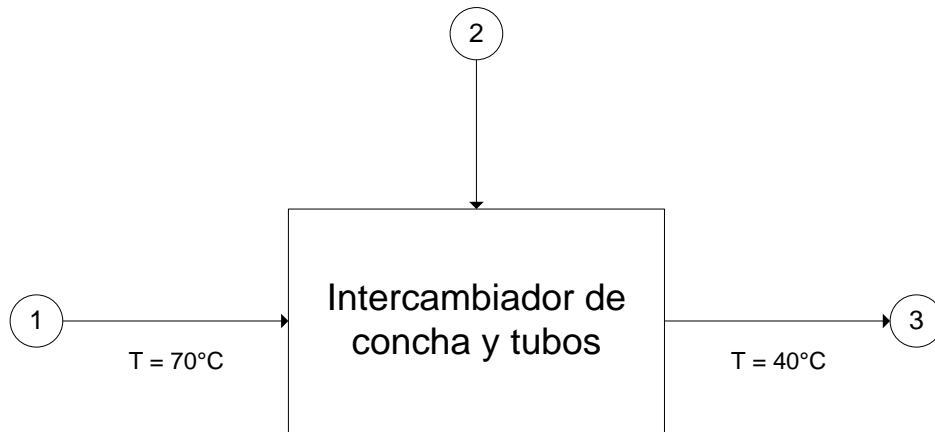 2
Intercambiador de
concha y tubos
1
3
T = 70°C
T = 40°C